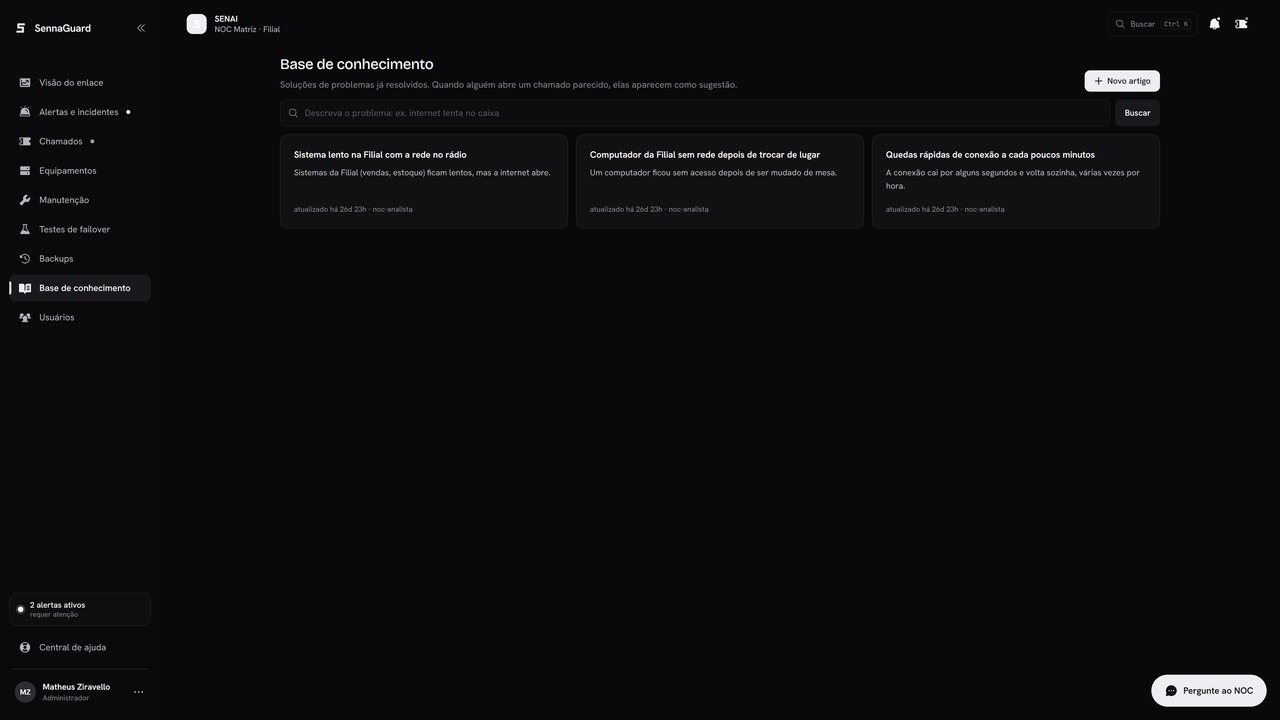 SennaGuard
Visão do enlace
Alertas e incidentes
Chamados
Equipamentos
Manutenção
Testes de failover
Backups
Base de conhecimento
Usuários
2 alertas ativos
requer atenção
Central de ajuda
MZ
Matheus Ziravello
Administrador
SENAI
NOC Matriz · Filial
Buscar
Ctrl K
Base de conhecimento
Soluções de problemas já resolvidos. Quando alguém abre um chamado parecido, elas aparecem como sugestão.
Novo artigo
Descreva o problema: ex. internet lenta no caixa
Buscar
Sistema lento na Filial com a rede no rádio
Sistemas da Filial (vendas, estoque) ficam lentos, mas a internet abre.
atualizado há 26d 23h · noc-analista
Computador da Filial sem rede depois de trocar de lugar
Um computador ficou sem acesso depois de ser mudado de mesa.
atualizado há 26d 23h · noc-analista
Quedas rápidas de conexão a cada poucos minutos
A conexão cai por alguns segundos e volta sozinha, várias vezes por
hora.
atualizado há 26d 23h · noc-analista
Pergunte ao NOC